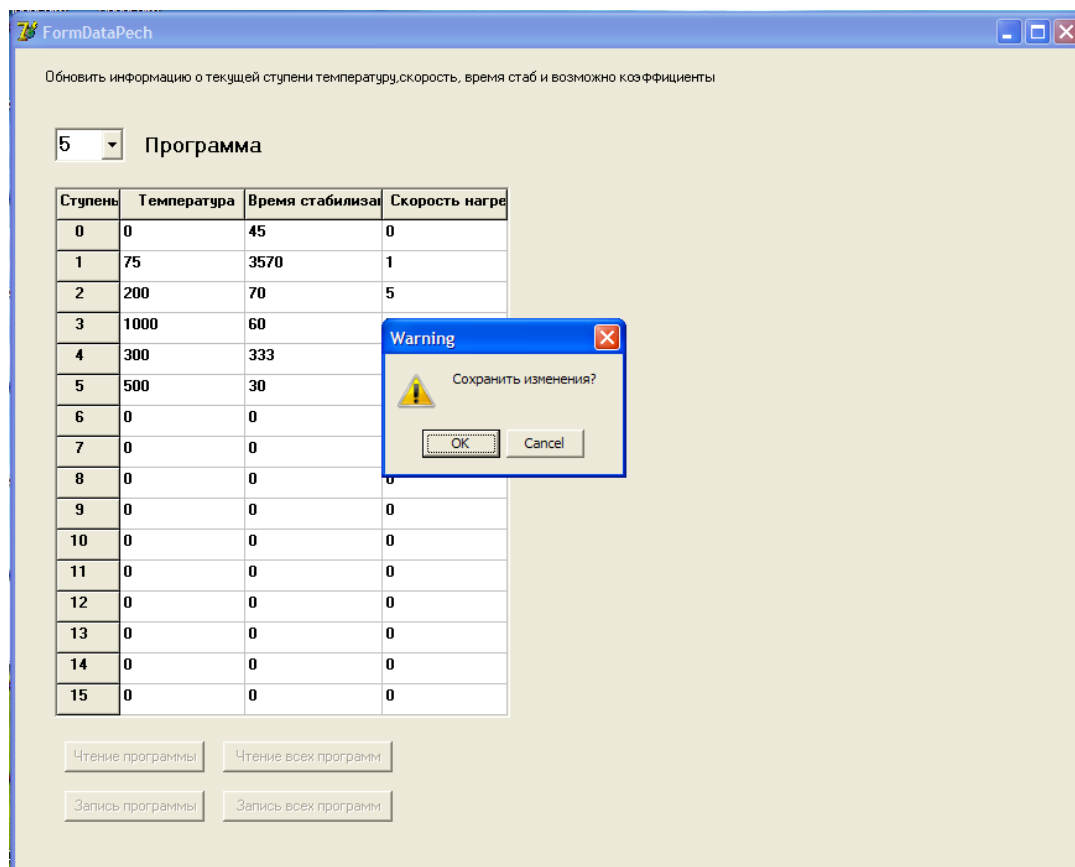 FormDataPech
Обновить информацию о текущей ступени температуру,скорость, время стаб и возможно коэффициенты
5 Программа
Ступень Температура Время стабилизац Скорость нагре
0 0 45 0
1 75 3570 1
2 200 70 5
3 1000 60
4 300 333
5 500 30
6 0 0
7 0 0
8 0 0 0
9 0 0 0
10 0 0 0
11 0 0 0
12 0 0 0
13 0 0 0
14 0 0 0
15 0 0 0
Warning
Сохранить изменения?
OK Cancel
Чтение программы Чтение всех программ
Запись программы Запись всех программ